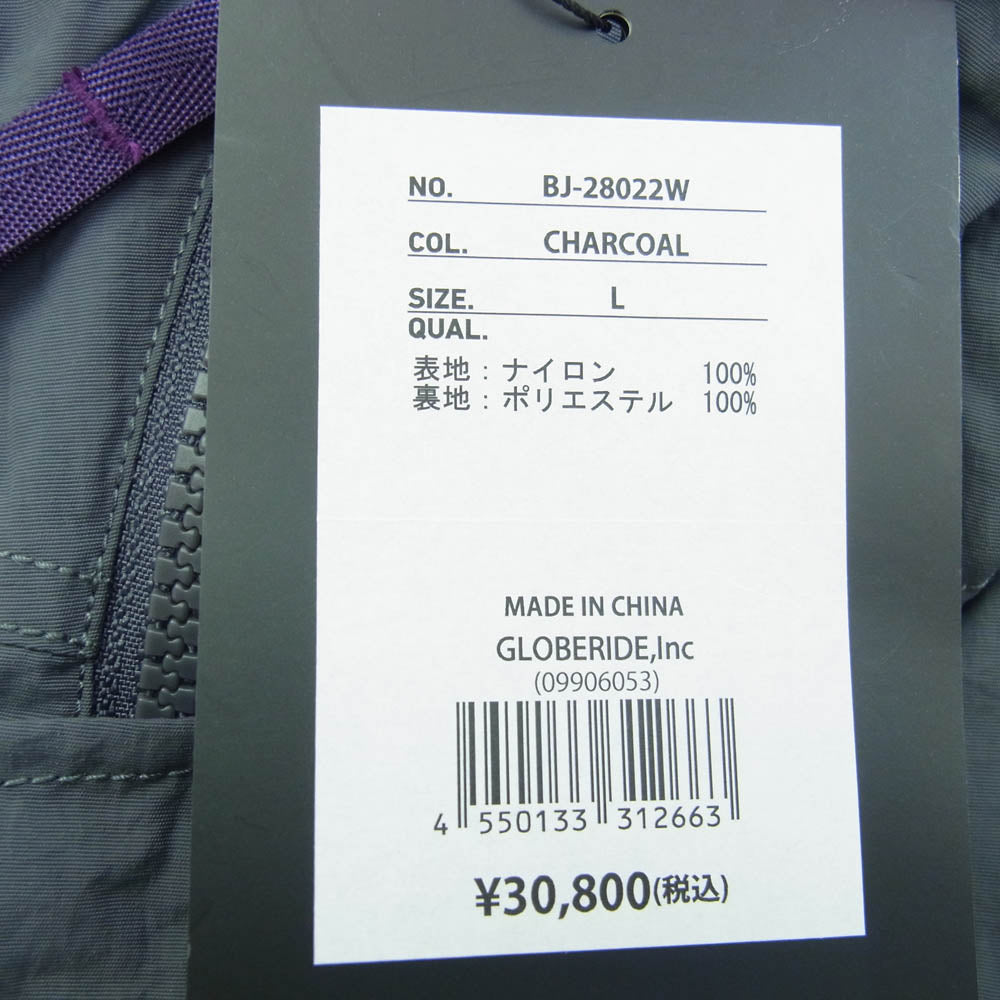 NO. BJ-28022W
COL. CHARCOAL
SIZE. L
QUAL.
表地：ナイロン 100%
裏地：ポリエステル 100%
MADE IN CHINA
GLOBERIDE,Inc
(09906053)
4 550133 312663
¥30,800(税込)